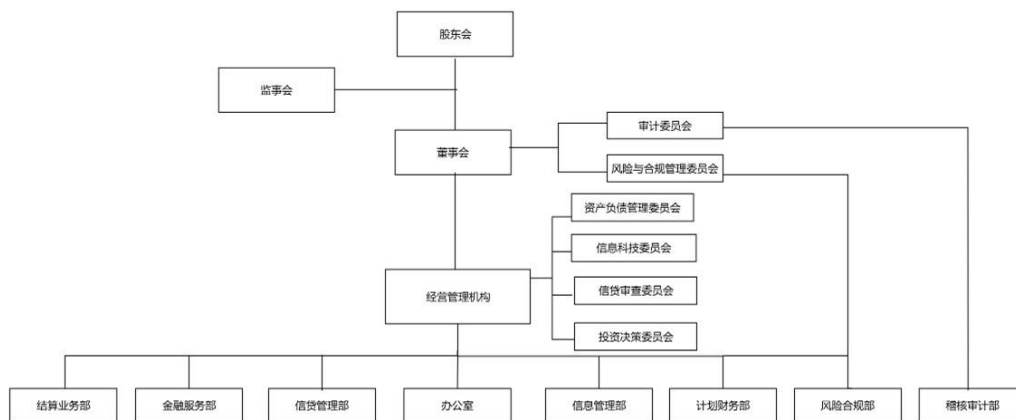 股东会
监事会
董事会
审计委员会
风险与合规管理委员会
资产负债管理委员会
信息科技委员会
经营管理机构
信贷审查委员会
投资决策委员会
结算业务部
金融服务部
信贷管理部
办公室
信息管理部
计划财务部
风险合规部
稽核审计部